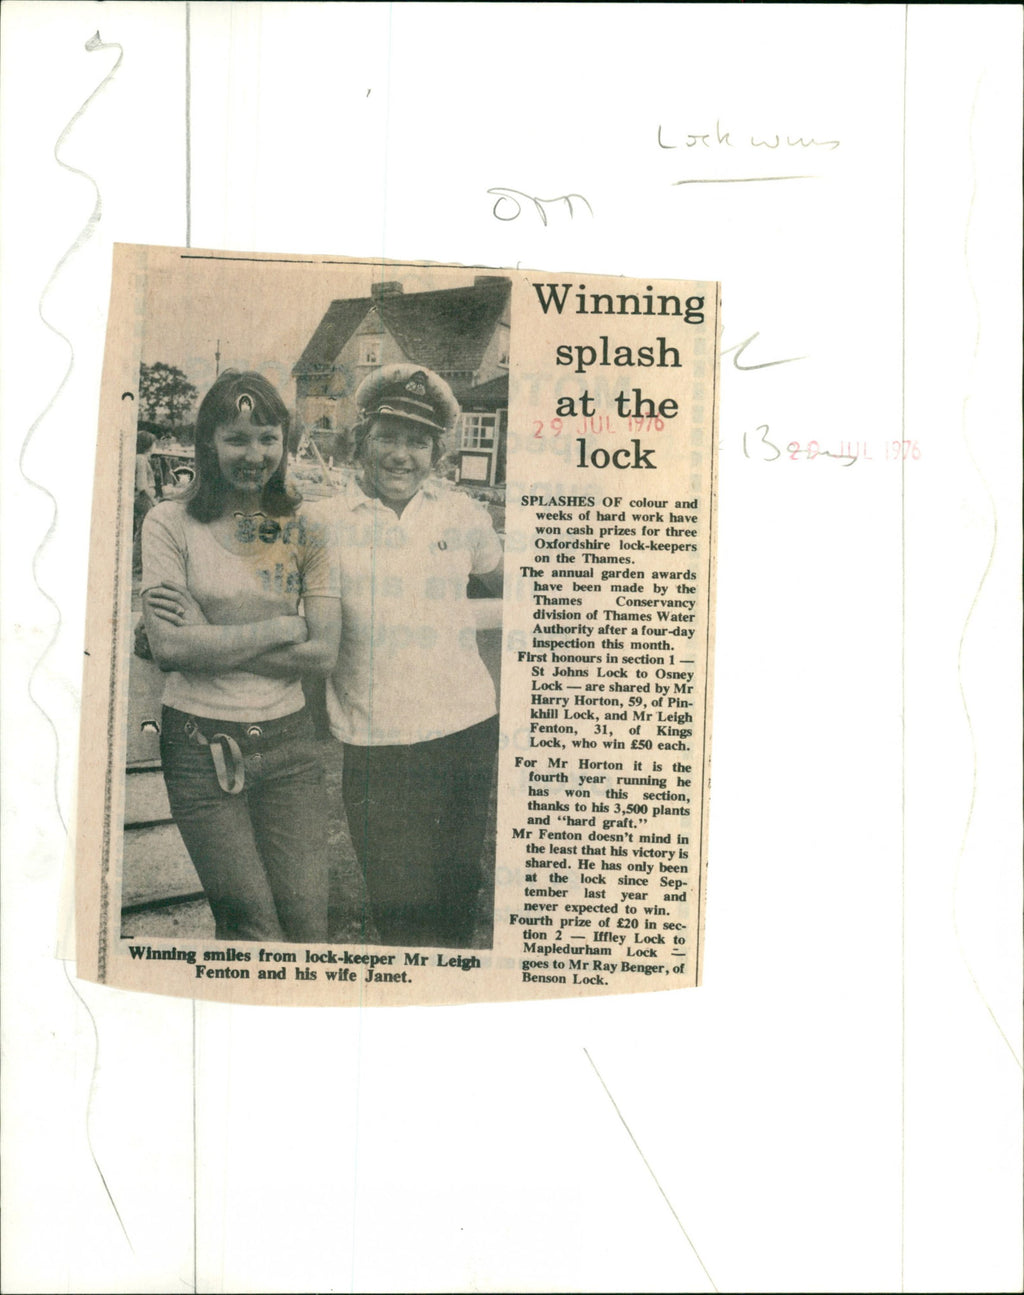 Lock wins
Winning
splash
at the
lock
29 JUL 1976
29 JUL 1976
SPLASHES OF colour and
weeks of hard work have
won cash prizes for three
Oxfordshire lock-keepers
on the Thames.
The annual garden awards
have been made by the
Thames Conservancy
division of Thames Water
Authority after a four-day
inspection this month.
First honours in section 1 —
St Johns Lock to Osney
Lock — are shared by Mr
Harry Horton, 59, of Pin-
khill Lock, and Mr Leigh
Fenton, 31, of Kings
Lock, who win £50 each.
For Mr Horton it is the
fourth year running he
has won this section,
thanks to his 3,500 plants
and “hard graft.”
Mr Fenton doesn’t mind in
the least that his victory is
shared. He has only been
at the lock since Sep-
tember last year and
never expected to win.
Fourth prize of £20 in sec-
tion 2 — Iffley Lock to
Mapledurham Lock —
goes to Mr Ray Benger, of
Benson Lock.
Winning smiles from lock-keeper Mr Leigh
Fenton and his wife Janet.